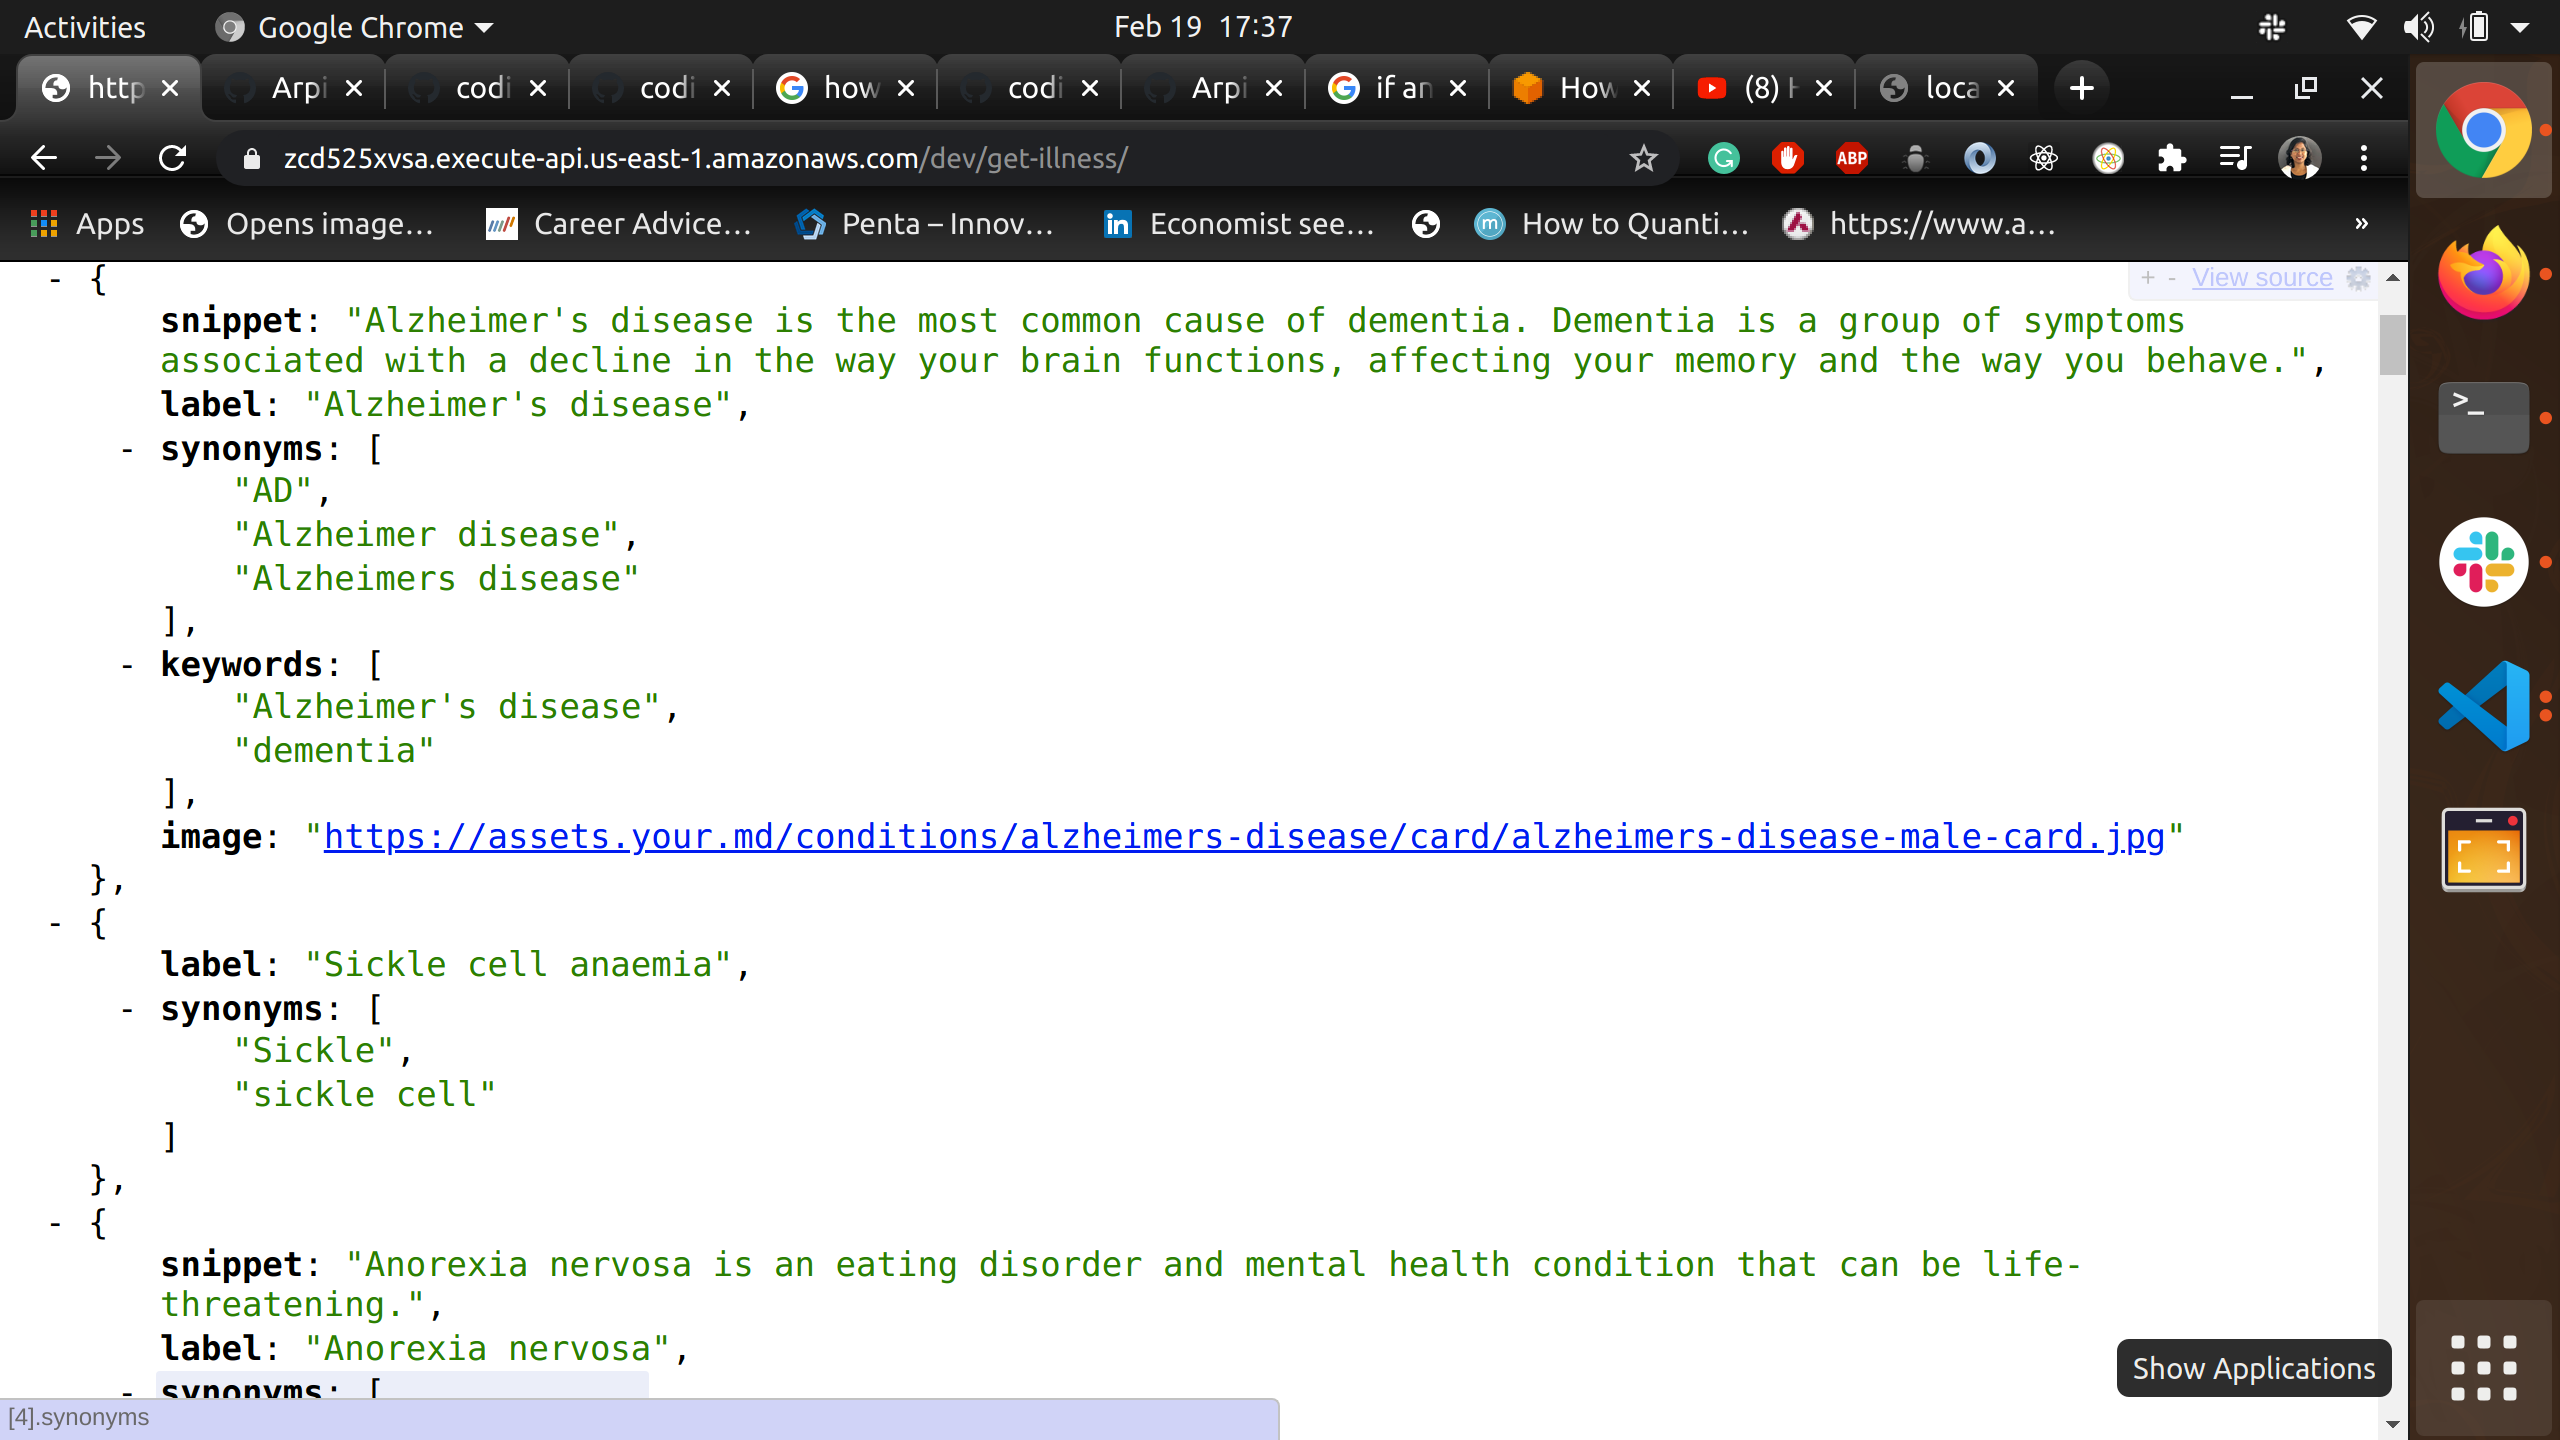 Activities Google Chrome Feb 19 17:37
http Arpi codi codi how codi Arpi if an How (8) loca
zcd525xvsa.execute-api.us-east-1.amazonaws.com/dev/get-illness/ ABP
Apps Opens image... Career Advice... Penta – Innov... in Economist see... m How to Quanti... https://www.a... »
+ - View source
- {
snippet: "Alzheimer's disease is the most common cause of dementia. Dementia is a group of symptoms
associated with a decline in the way your brain functions, affecting your memory and the way you behave.",
label: "Alzheimer's disease",
- synonyms: [
"AD",
"Alzheimer disease",
"Alzheimers disease"
],
- keywords: [
"Alzheimer's disease",
"dementia"
],
image: "https://assets.your.md/conditions/alzheimers-disease/card/alzheimers-disease-male-card.jpg"
},
- {
label: "Sickle cell anaemia",
- synonyms: [
"Sickle",
"sickle cell"
]
},
- {
snippet: "Anorexia nervosa is an eating disorder and mental health condition that can be life-
threatening.",
label: "Anorexia nervosa",
- synonyms: [
Show Applications
[4].synonyms